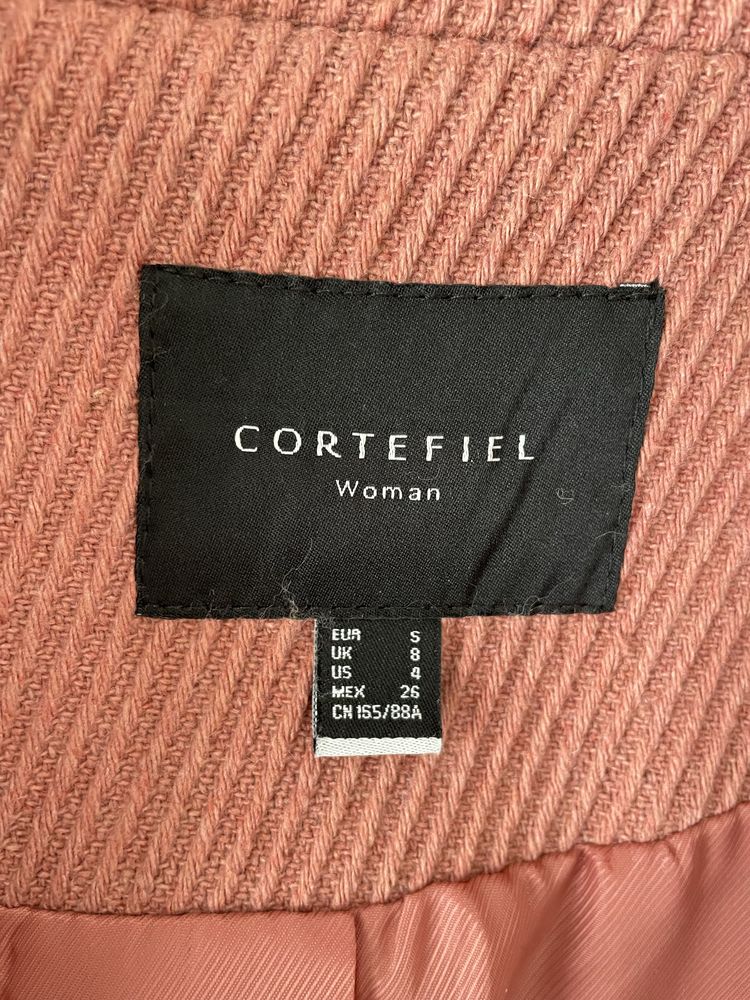 CORTEFIEL
Woman
EUR S
UK 8
US 4
MEX 26
CN 165/88A